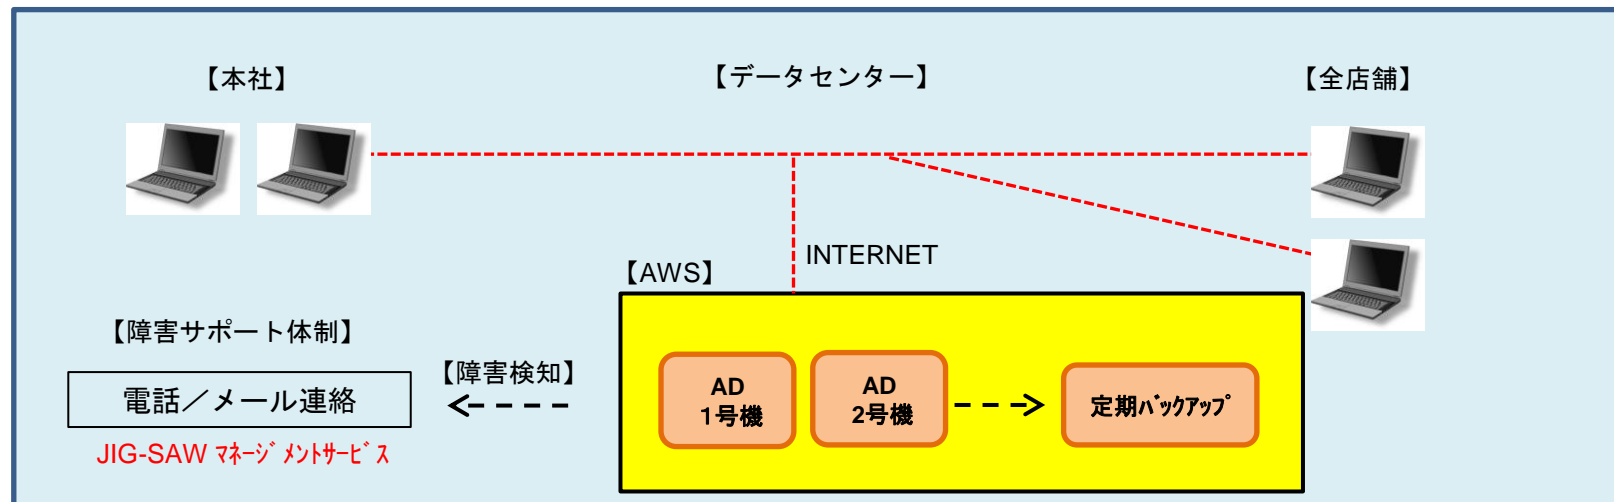 【本社】
【データセンター】
【全店舗】
INTERNET
【AWS】
【障害サポート体制】
【障害検知】
電話／メール連絡
JIG-SAW ﾏﾈｰｼﾞﾒﾝﾄｻｰﾋﾞｽ
AD
1号機
AD
2号機
定期ﾊﾞｯｸｱｯﾌﾟ